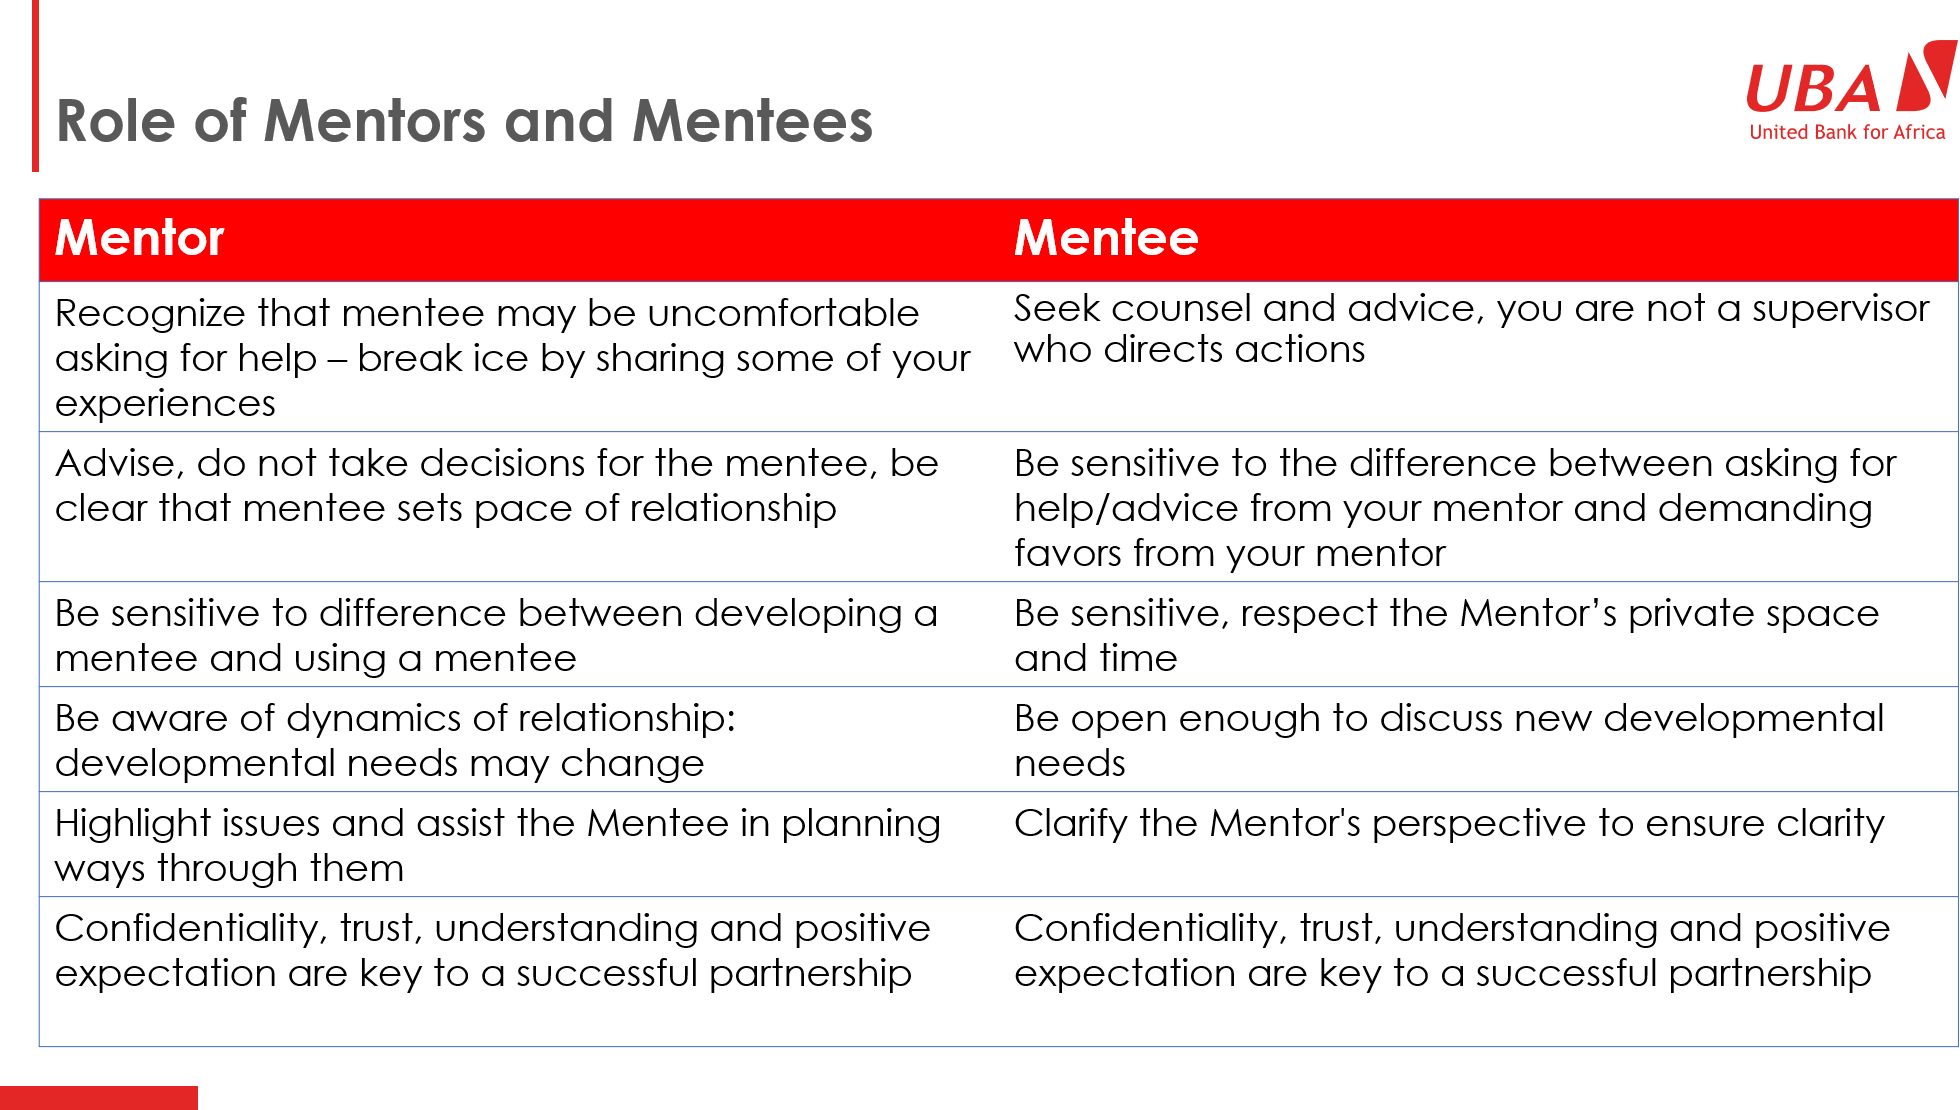 Role of Mentors and Mentees
UBA
United Bank for Africa
Mentor
Mentee
Recognize that mentee may be uncomfortable
asking for help – break ice by sharing some of your
experiences
Seek counsel and advice, you are not a supervisor
who directs actions
Advise, do not take decisions for the mentee, be
clear that mentee sets pace of relationship
Be sensitive to the difference between asking for
help/advice from your mentor and demanding
favors from your mentor
Be sensitive to difference between developing a
mentee and using a mentee
Be sensitive, respect the Mentor’s private space
and time
Be aware of dynamics of relationship:
developmental needs may change
Be open enough to discuss new developmental
needs
Highlight issues and assist the Mentee in planning
ways through them
Clarify the Mentor's perspective to ensure clarity
Confidentiality, trust, understanding and positive
expectation are key to a successful partnership
Confidentiality, trust, understanding and positive
expectation are key to a successful partnership